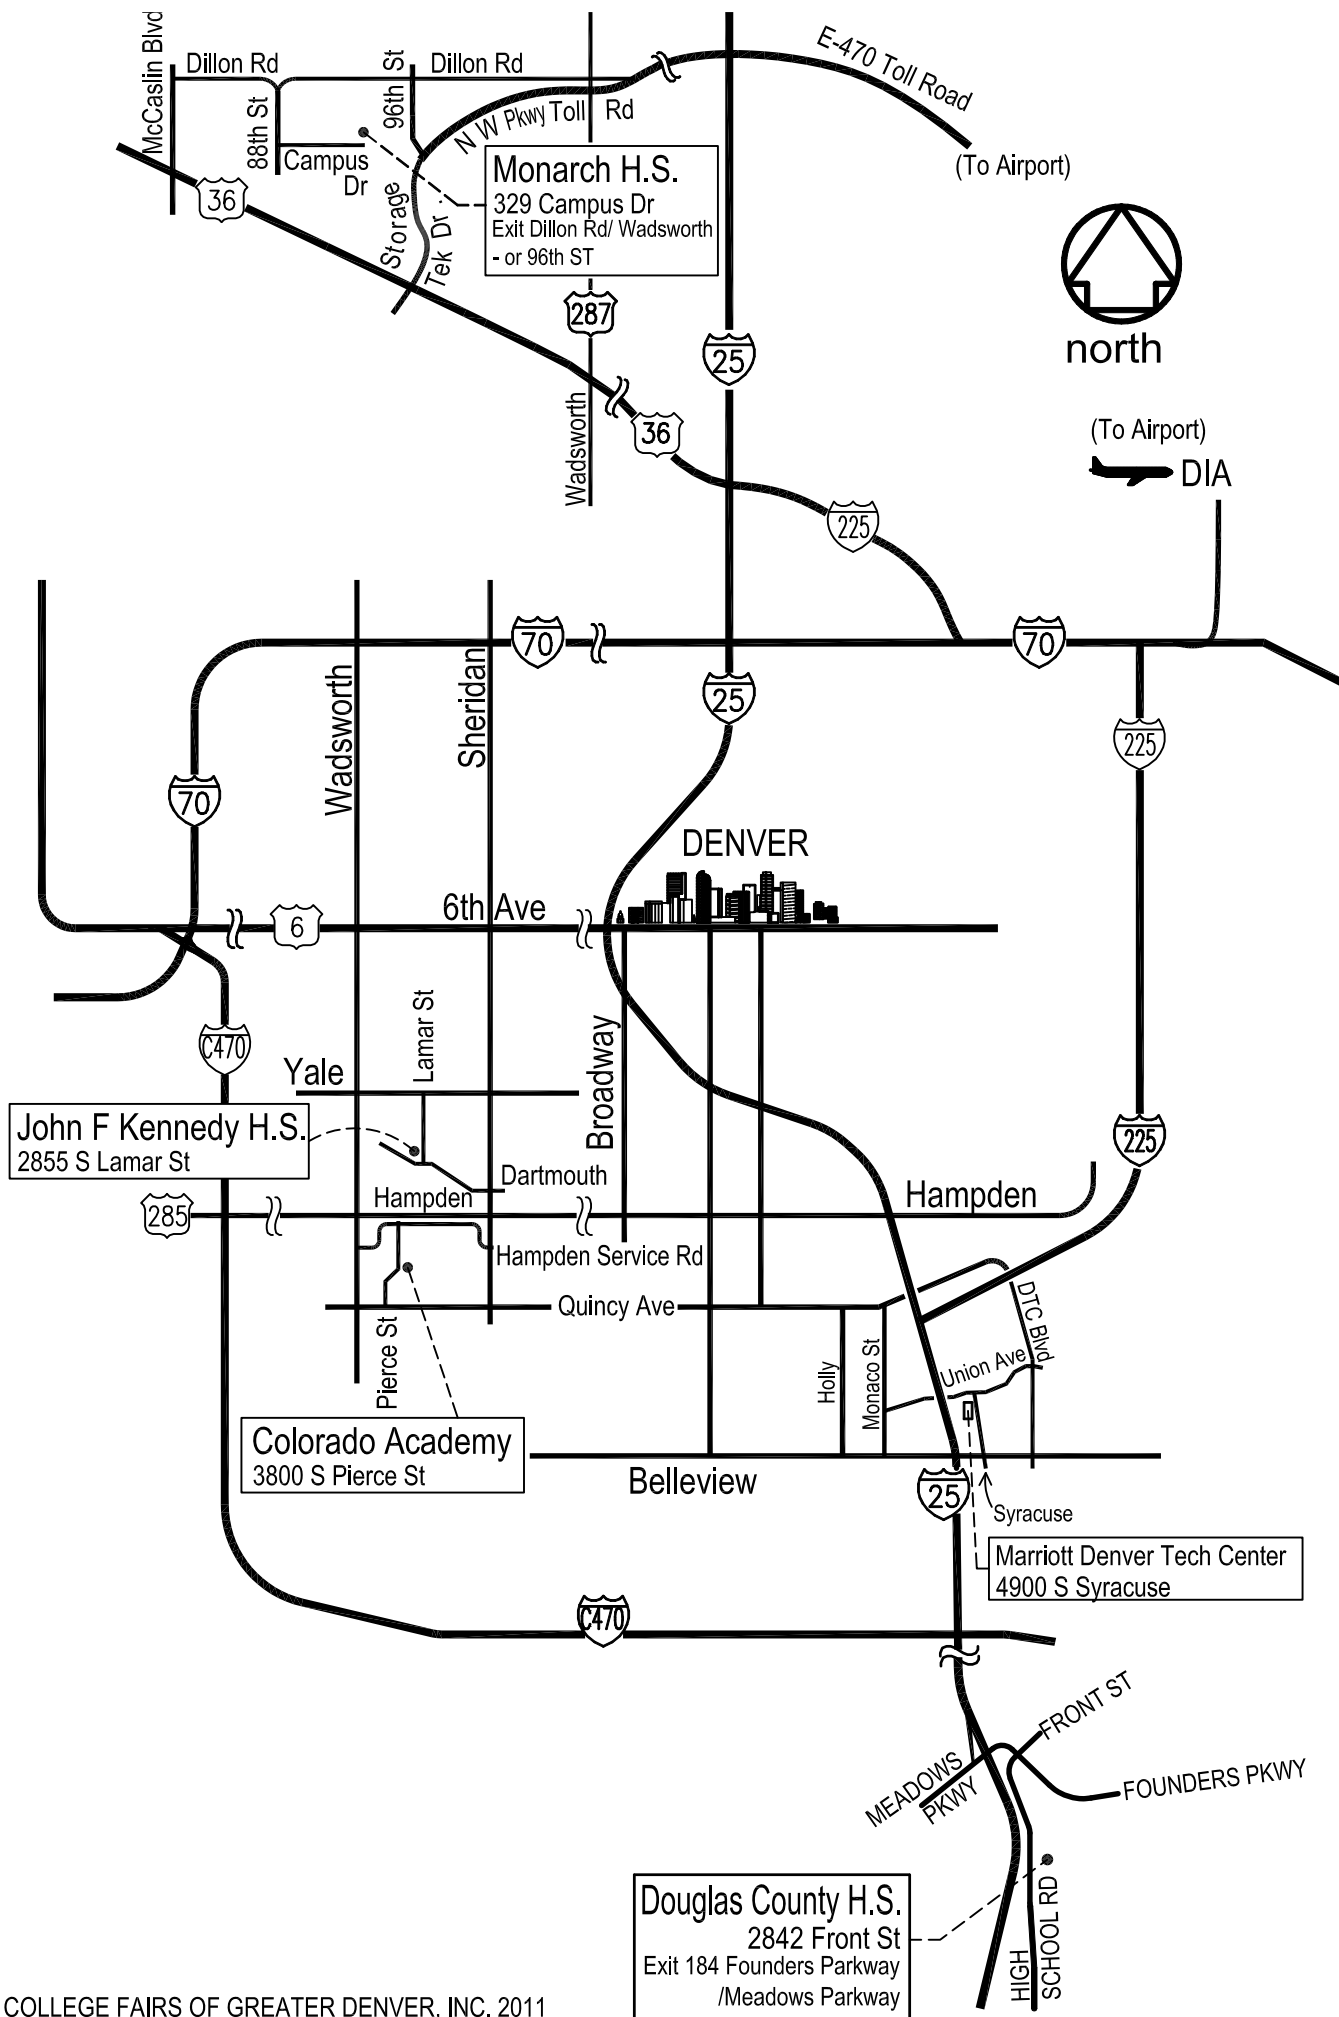 McCaslin Blvd
Dillon Rd
96th St
Dillon Rd
E-470 Toll Road
88th St
Campus
Dr
N W Pkwy Toll Rd
(To Airport)
36
Storage
Tek Dr.
Monarch H.S.
329 Campus Dr
Exit Dillon Rd/ Wadsworth
- or 96th ST
287
25
north
Wadsworth
36
(To Airport)
DIA
225
70
70
Wadsworth
Sheridan
25
225
70
DENVER
6th Ave
6
C470
Yale
Lamar St
Broadway
John F Kennedy H.S.
2855 S Lamar St
225
Dartmouth
Hampden
Hampden
285
Hampden Service Rd
Quincy Ave
Pierce St
DTC Blvd
Union Ave
Holly
Monaco St
Colorado Academy
3800 S Pierce St
Belleview
25
Syracuse
Marriott Denver Tech Center
4900 S Syracuse
C470
FRONT ST
MEADOWS
PKWY
FOUNDERS PKWY
Douglas County H.S.
2842 Front St
Exit 184 Founders Parkway
/Meadows Parkway
HIGH
SCHOOL RD
COLLEGE FAIRS OF GREATER DENVER, INC. 2011